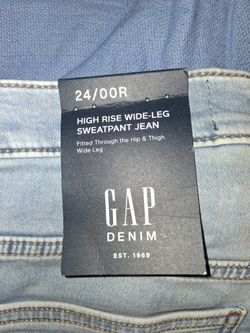 24/00R
HIGH RISE WIDE-LEG
SWEATPANT JEAN
Fitted Through the Hip & Thigh
Wide Leg
GAP
DENIM
EST. 1969